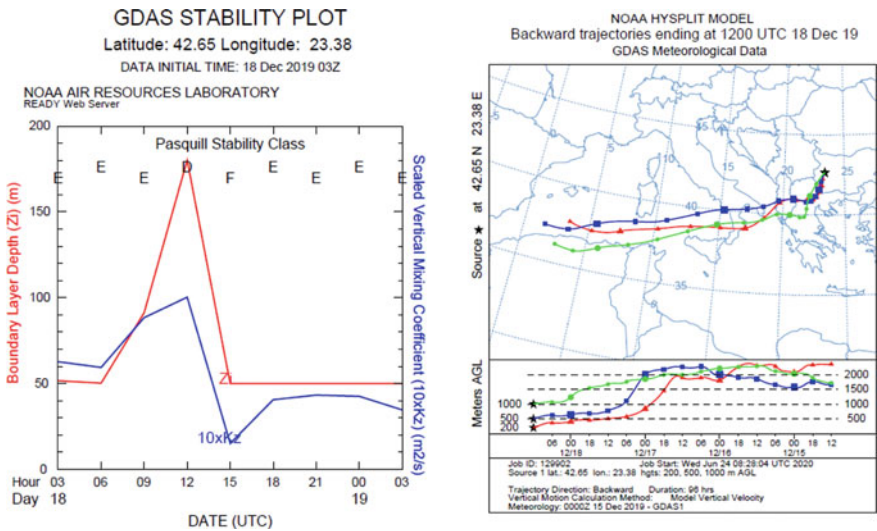 GDAS STABILITY PLOT
Latitude: 42.65 Longitude: 23.38
DATA INITIAL TIME: 18 Dec 2019 03Z
NOAA AIR RESOURCES LABORATORY
READY Web Server
Pasquill Stability Class
E E E D F E E E E
Boundary Layer Depth (Zi) (m)
200
150
100
50
0
Zi
10xKz
Scaled Vertical Mixing Coefficient (10xKz) (m2/s)
Hour 03 06 09 12 15 18 21 00 03
Day 18 19
DATE (UTC)
NOAA HYSPLIT MODEL
Backward trajectories ending at 1200 UTC 18 Dec 19
GDAS Meteorological Data
Source ★ at 42.65 N 23.38 E
-5
-5
0
5
10
15
20
25
45
40
35
Meters AGL
1000
500
200
2000
1500
1000
500
06 00 18 12 06 00 18 12 06 00 18 12 06 00 18 12
12/18 12/17 12/16 12/15
Job ID: 129902 Job Start: Wed Jun 24 08:28:04 UTC 2020
Source 1 lat.: 42.65 lon.: 23.38 hgts: 200, 500, 1000 m AGL
Trajectory Direction: Backward Duration: 96 hrs
Vertical Motion Calculation Method: Model Vertical Velocity
Meteorology: 0000Z 15 Dec 2019 - GDAS1